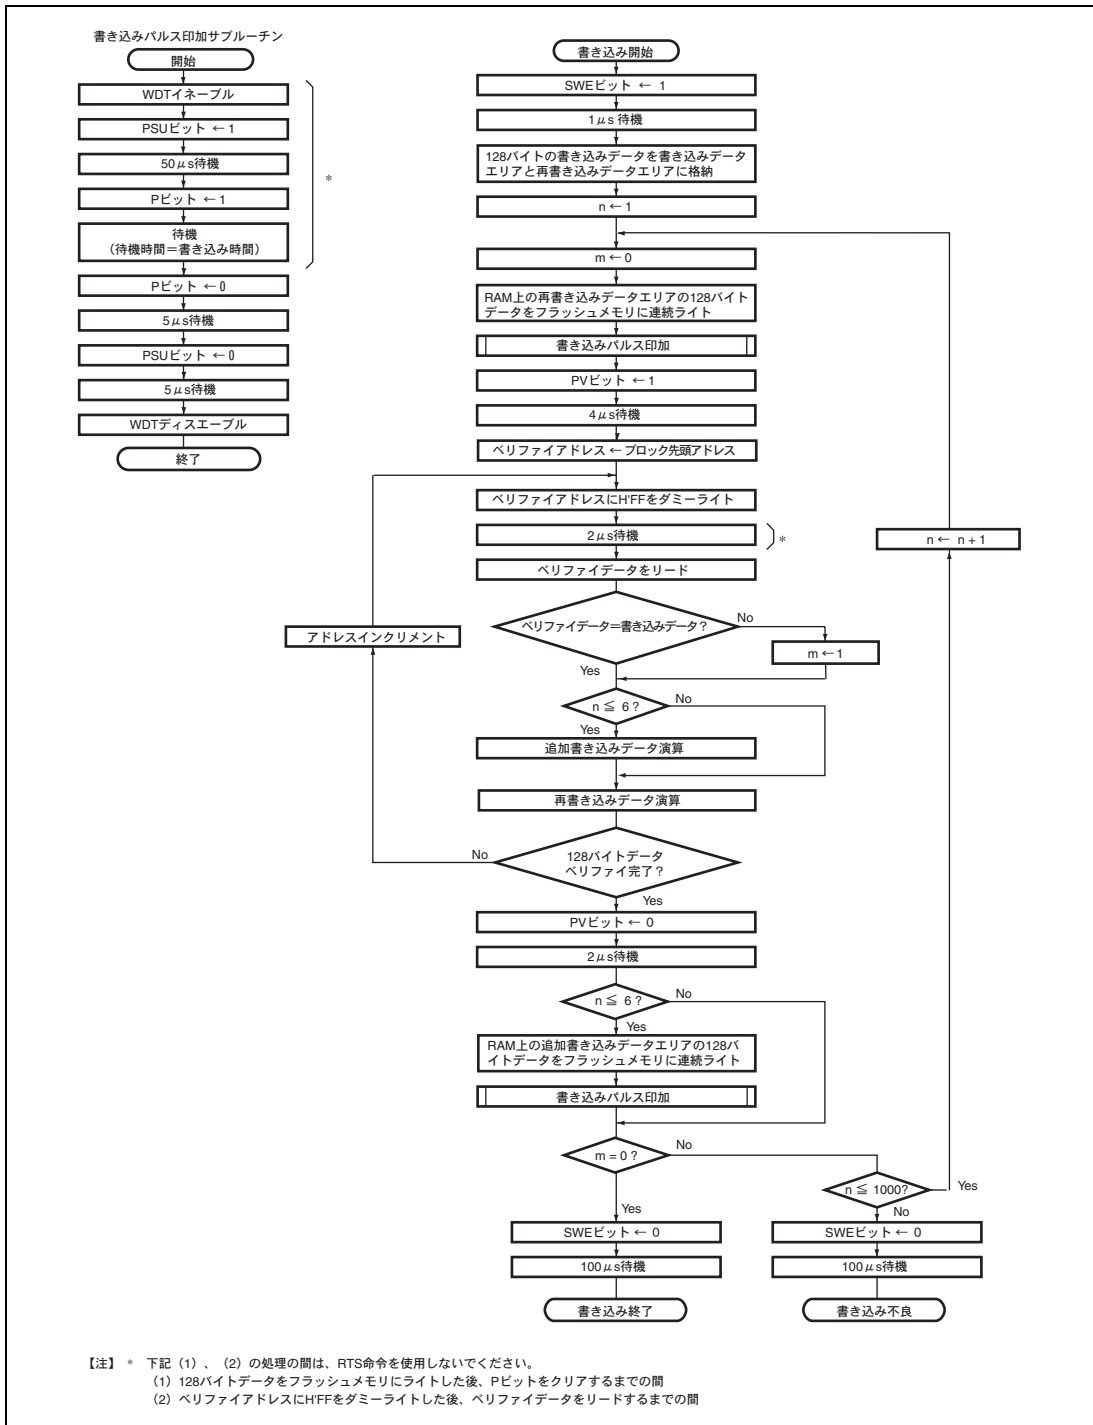 書き込みパルス印加サブルーチン
開始
WDTイネーブル
PSUビット ← 1
50μs待機
Pビット ← 1
待機
（待機時間＝書き込み時間）
*
Pビット ← 0
5μs待機
PSUビット ← 0
5μs待機
WDTディスエーブル
終了
書き込み開始
SWEビット ← 1
1μs 待機
128バイトの書き込みデータを書き込みデータ
エリアと再書き込みデータエリアに格納
n ← 1
m ← 0
RAM上の再書き込みデータエリアの128バイト
データをフラッシュメモリに連続ライト
書き込みパルス印加
PVビット ← 1
4μs待機
ベリファイアドレス ← ブロック先頭アドレス
ベリファイアドレスにH'FFをダミーライト
2μs待機
*
n ← n + 1
ベリファイデータをリード
ベリファイデータ＝書き込みデータ？
No
アドレスインクリメント
m ← 1
Yes
n ≦ 6 ?
No
Yes
追加書き込みデータ演算
再書き込みデータ演算
128バイトデータ
ベリファイ完了？
No
Yes
PVビット ← 0
2μs待機
n ≦ 6 ?
No
Yes
RAM上の追加書き込みデータエリアの128バ
イトデータをフラッシュメモリに連続ライト
書き込みパルス印加
m = 0 ?
No
n ≦ 1000?
Yes
Yes
No
SWEビット ← 0
SWEビット ← 0
100μs待機
100μs待機
書き込み終了
書き込み不良
【注】 * 下記（1）、（2）の処理の間は、RTS命令を使用しないでください。
（1）128バイトデータをフラッシュメモリにライトした後、Pビットをクリアするまでの間
（2）ベリファイアドレスにH'FFをダミーライトした後、ベリファイデータをリードするまでの間